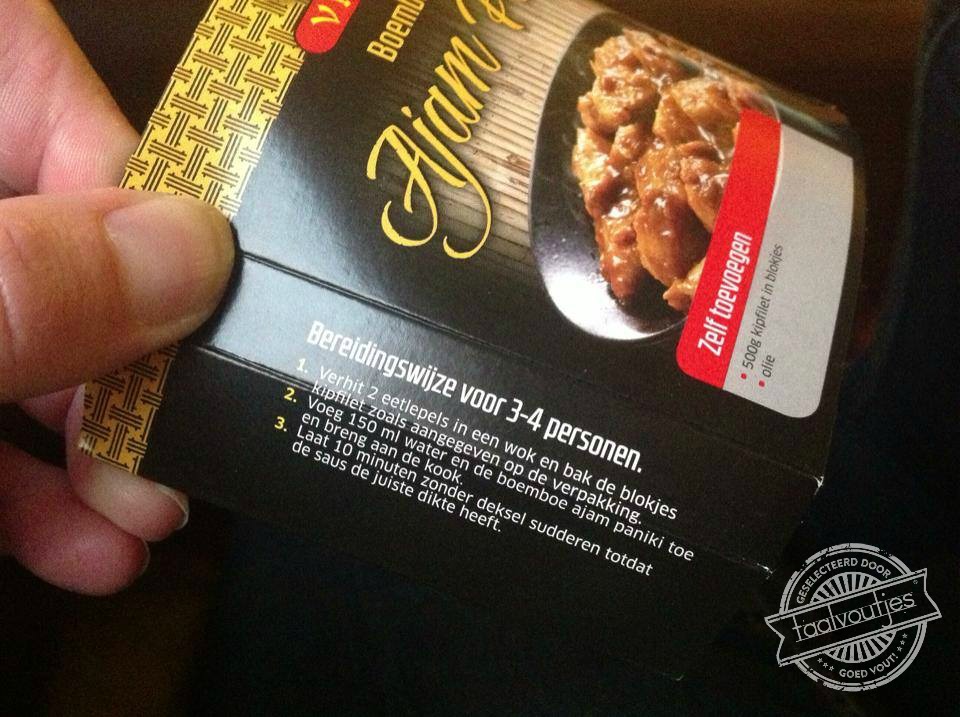 Ajam
Zelf toevoegen
• 500g kipfilet in blokjes
• olie
Bereidingswijze voor 3-4 personen.
1. Verhit 2 eetlepels in een wok en bak de blokjes
kipfilet zoals aangegeven op de verpakking.
2. Voeg 150 ml water en de boemboe ajam paniki toe
en breng aan de kook.
3. Laat 10 minuten zonder deksel sudderen totdat
de saus de juiste dikte heeft.
GESELECTEERD DOOR
taalvoutjes
GOED VOUT!